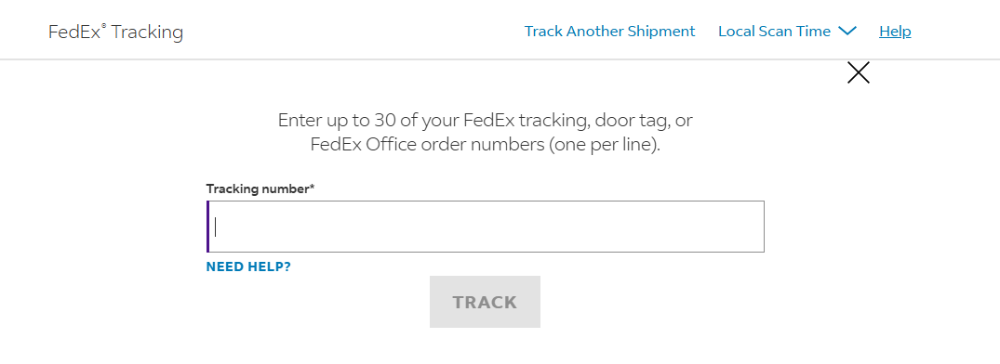 FedEx® Tracking
Track Another Shipment
Local Scan Time
Help
Enter up to 30 of your FedEx tracking, door tag, or
FedEx Office order numbers (one per line).
Tracking number*
NEED HELP?
TRACK